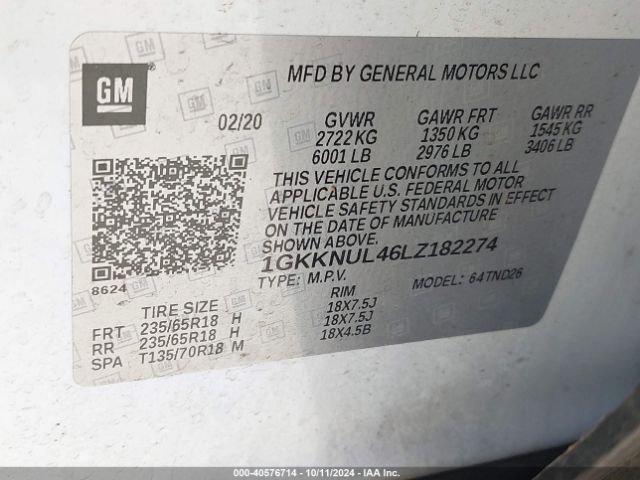 GM
GM
MFD BY GENERAL MOTORS LLC
02/20
GVWR GAWR FRT GAWR RR
2722 KG 1350 KG 1545 KG
6001 LB 2976 LB 3406 LB
THIS VEHICLE CONFORMS TO ALL
APPLICABLE U.S. FEDERAL MOTOR
VEHICLE SAFETY STANDARDS IN EFFECT
ON THE DATE OF MANUFACTURE
SHOWN ABOVE.
1GKKNUL46LZ182274
TYPE: M.P.V. MODEL: 64TND26
8624
TIRE SIZE RIM
FRT 235/65R18 H 18X7.5J
RR 235/65R18 H 18X7.5J
SPA T135/70R18 M 18X4.5B
000-40576714 - 10/11/2024 - IAA Inc.